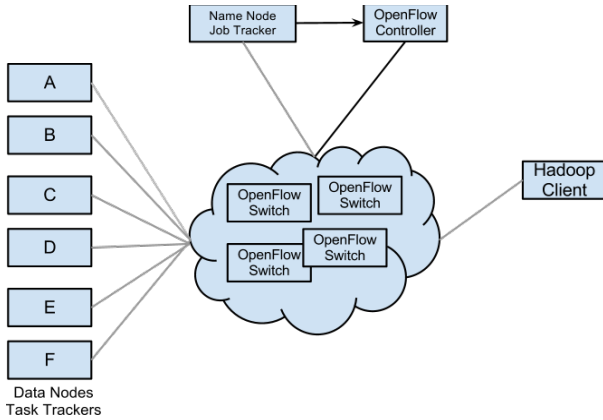 Name Node
Job Tracker
OpenFlow
Controller
A
B
C
D
E
F
Data Nodes
Task Trackers
OpenFlow
Switch
OpenFlow
Switch
OpenFlow
Switch
OpenFlow
Switch
Hadoop
Client